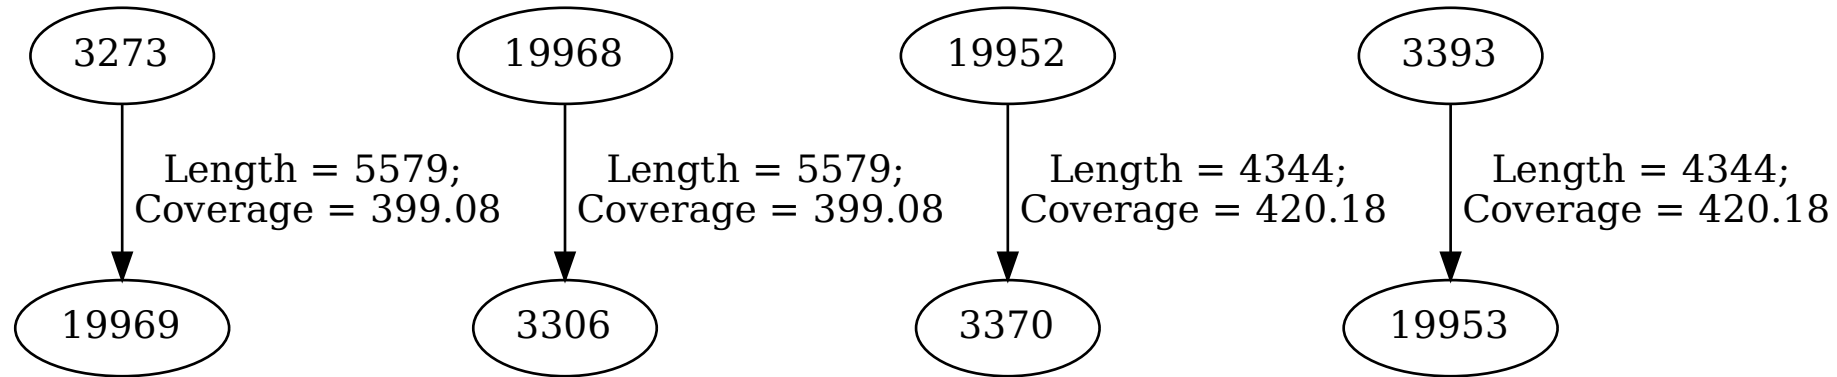 3273
19968
19952
3393
Length = 5579;
Coverage = 399.08
Length = 5579;
Coverage = 399.08
Length = 4344;
Coverage = 420.18
Length = 4344;
Coverage = 420.18
19969
3306
3370
19953